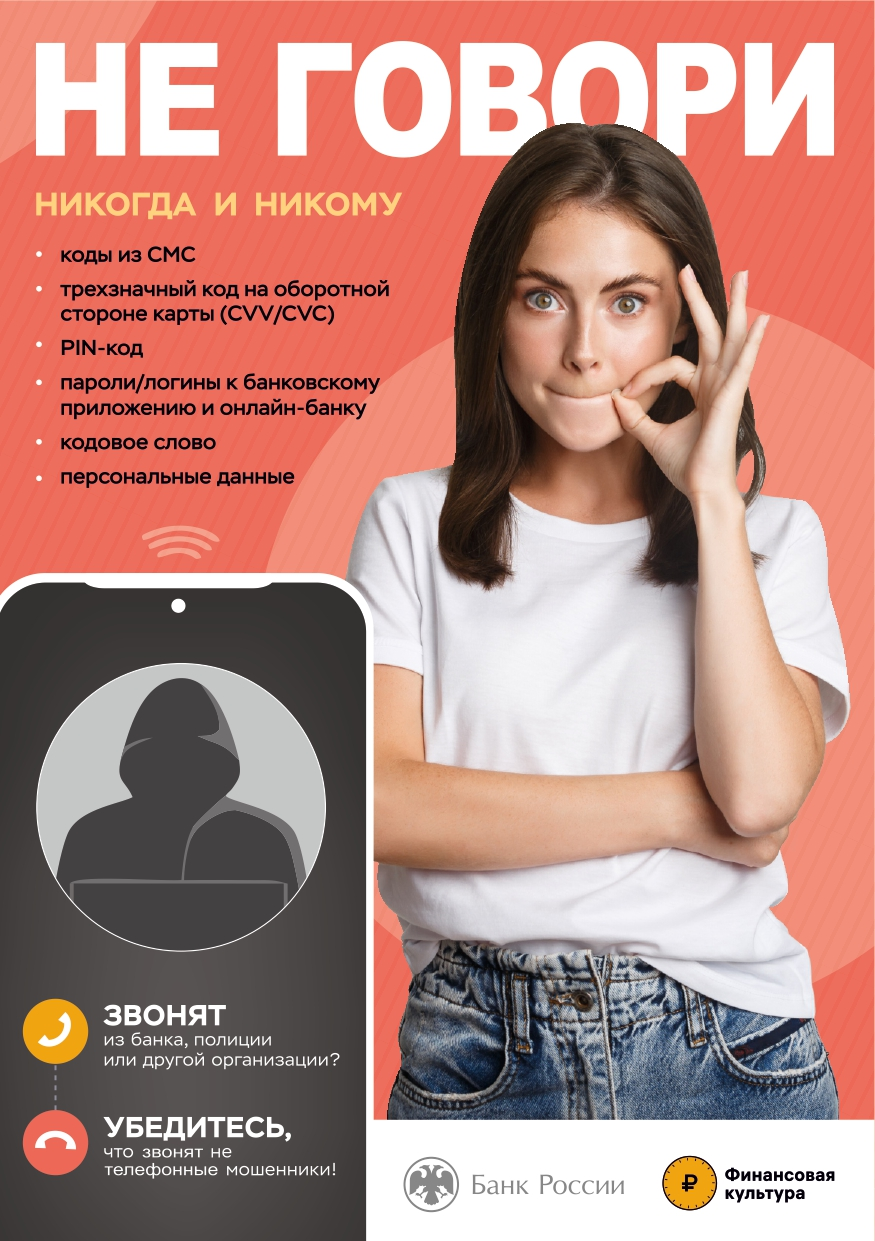 НЕ ГОВОРИ
НИКОГДА И НИКОМУ
• коды из СМС
• трехзначный код на оборотной
стороне карты (CVV/CVC)
• PIN-код
• пароли/логины к банковскому
приложению и онлайн-банку
• кодовое слово
• персональные данные
ЗВОНЯТ
из банка, полиции
или другой организации?
УБЕДИТЕСЬ,
что звонят не
телефонные мошенники!
Банк России
₽
Финансовая
культура